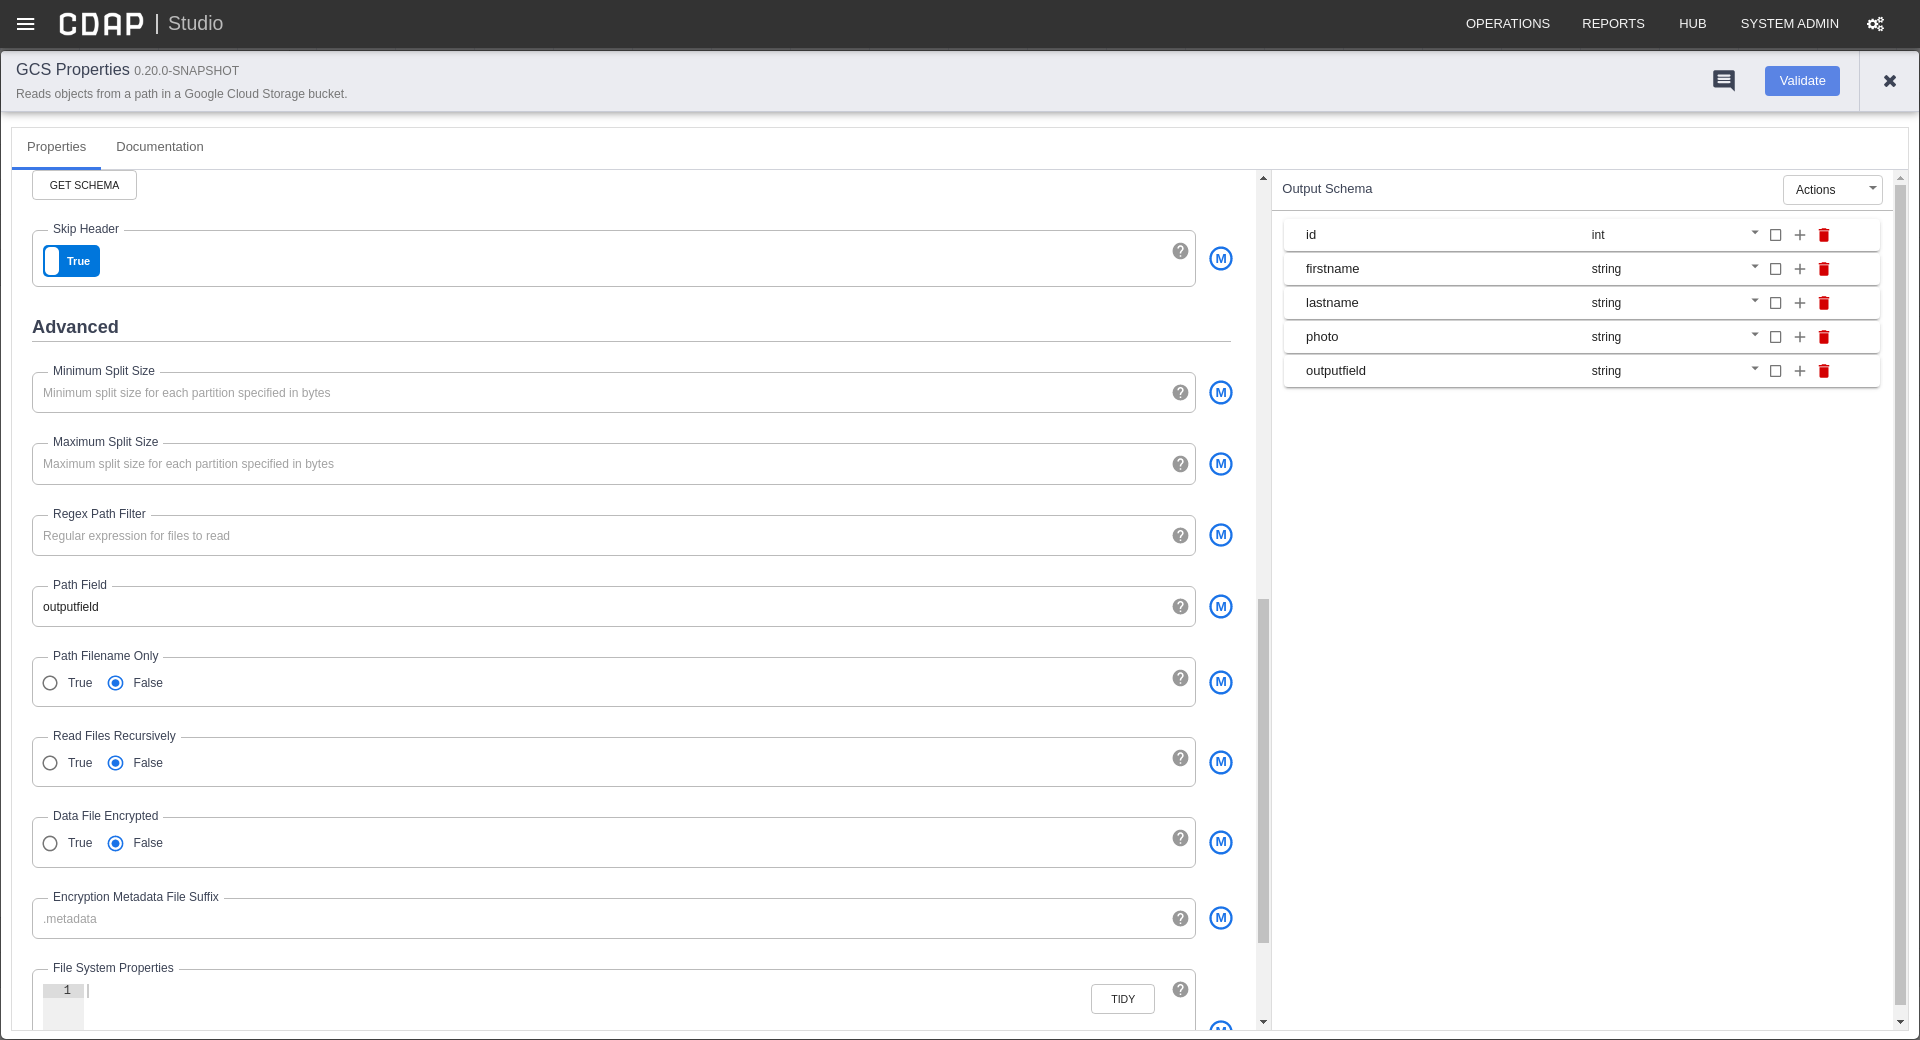 CDAP | Studio
OPERATIONS REPORTS HUB SYSTEM ADMIN
GCS Properties 0.20.0-SNAPSHOT
Reads objects from a path in a Google Cloud Storage bucket.
Validate
Properties Documentation
GET SCHEMA
Skip Header
True
M
Advanced
Minimum Split Size
Minimum split size for each partition specified in bytes
M
Maximum Split Size
Maximum split size for each partition specified in bytes
M
Regex Path Filter
Regular expression for files to read
M
Path Field
outputfield
M
Path Filename Only
True False
M
Read Files Recursively
True False
M
Data File Encrypted
True False
M
Encryption Metadata File Suffix
.metadata
M
File System Properties
1
TIDY
M
Output Schema
Actions
id int
firstname string
lastname string
photo string
outputfield string